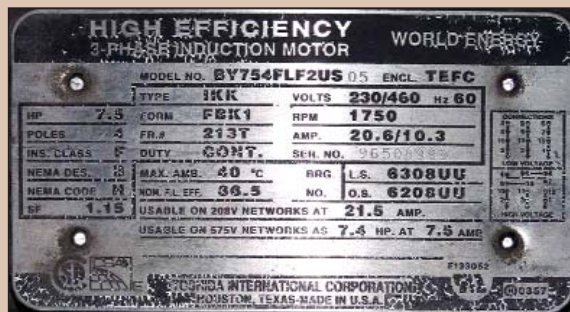 HIGH EFFICIENCY
3-PHASE INDUCTION MOTOR
WORLD ENERGY
MODEL NO. BY754FLF2US 05 ENCL. TEFC
TYPE IKK VOLTS 230/460 Hz 60
HP 7.5 FORM FBK1 RPM 1750
POLES 4 FR.# 213T AMP. 20.6/10.3
INS. CLASS F DUTY CONT. SER. NO.
NEMA DES. B MAX. AMB. 40 °C BRG L.S. 6308UU
NEMA CODE H NOM. F.L. EFF. NO. O.S. 6208UU
SF 1.15 USABLE ON 208V NETWORKS AT 21.5 AMP.
USABLE ON 575V NETWORKS AS 7.4 HP. AT 7.5 AMP
CONNECTIONS
LOW VOLTAGE
HIGH VOLTAGE
TOSHIBA INTERNATIONAL CORPORATION
HOUSTON, TEXAS-MADE IN U.S.A.